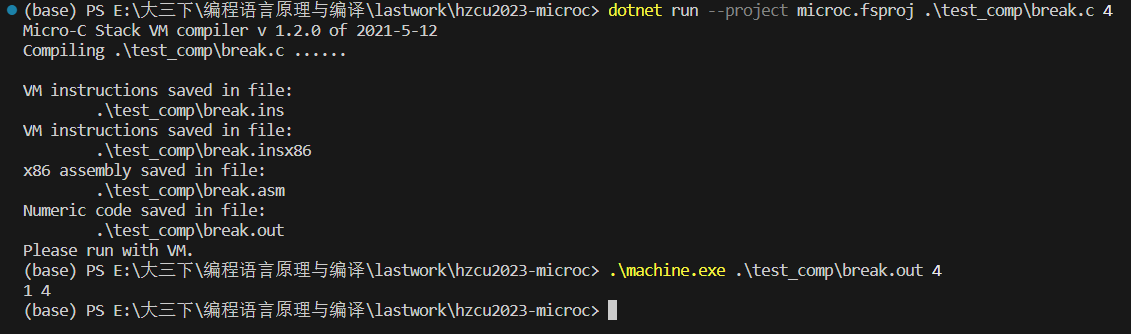 (base) PS E:\大三下\编程语言原理与编译\lastwork\hzcu2023-microc> dotnet run --project microc.fsproj .\test_comp\break.c 4
Micro-C Stack VM compiler v 1.2.0 of 2021-5-12
Compiling .\test_comp\break.c ......
VM instructions saved in file:
        .\test_comp\break.ins
VM instructions saved in file:
        .\test_comp\break.insx86
x86 assembly saved in file:
        .\test_comp\break.asm
Numeric code saved in file:
        .\test_comp\break.out
Please run with VM.
(base) PS E:\大三下\编程语言原理与编译\lastwork\hzcu2023-microc> .\machine.exe .\test_comp\break.out 4
1 4
(base) PS E:\大三下\编程语言原理与编译\lastwork\hzcu2023-microc>